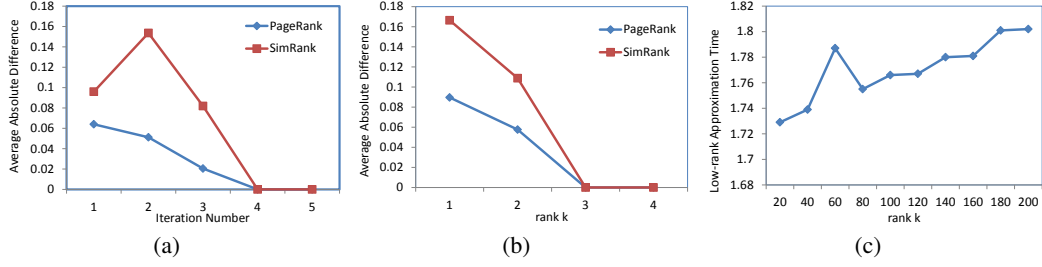 Average Absolute Difference
0.18
0.16
0.14
0.12
0.1
0.08
0.06
0.04
0.02
0
PageRank
SimRank
1 2 3 4 5
Iteration Number
(a)
Average Absolute Difference
0.18
0.16
0.14
0.12
0.1
0.08
0.06
0.04
0.02
0
PageRank
SimRank
1 2 3 4
rank k
(b)
Low-rank Approximation Time
1.82
1.8
1.78
1.76
1.74
1.72
1.7
1.68
20 40 60 80 100 120 140 160 180 200
rank k
(c)